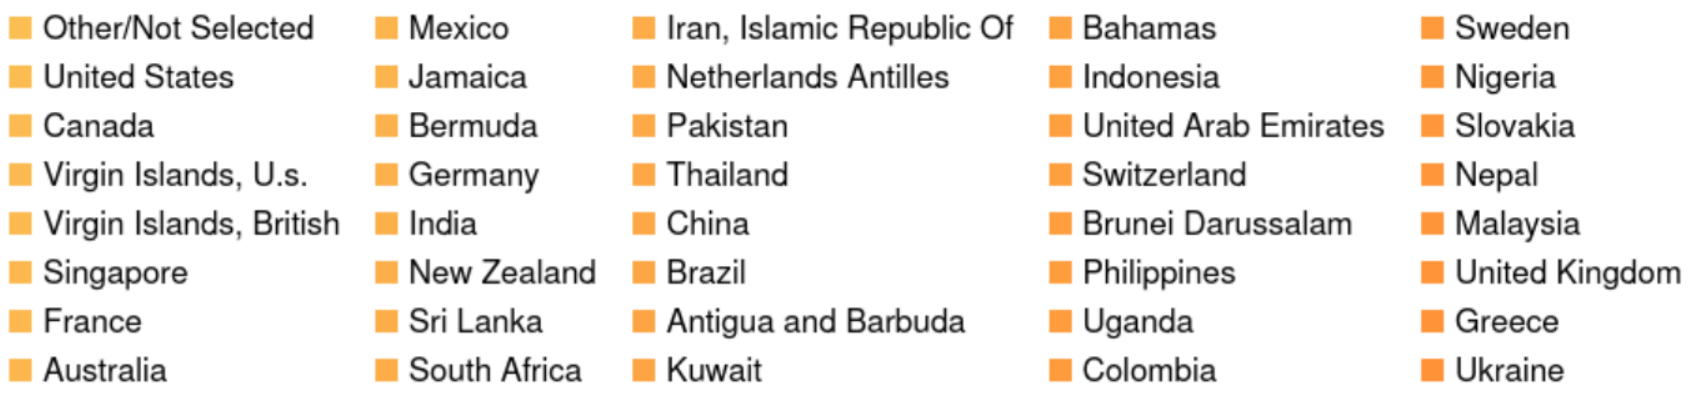 Other/Not Selected
United States
Canada
Virgin Islands, U.s.
Virgin Islands, British
Singapore
France
Australia
Mexico
Jamaica
Bermuda
Germany
India
New Zealand
Sri Lanka
South Africa
Iran, Islamic Republic Of
Netherlands Antilles
Pakistan
Thailand
China
Brazil
Antigua and Barbuda
Kuwait
Bahamas
Indonesia
United Arab Emirates
Switzerland
Brunei Darussalam
Philippines
Uganda
Colombia
Sweden
Nigeria
Slovakia
Nepal
Malaysia
United Kingdom
Greece
Ukraine